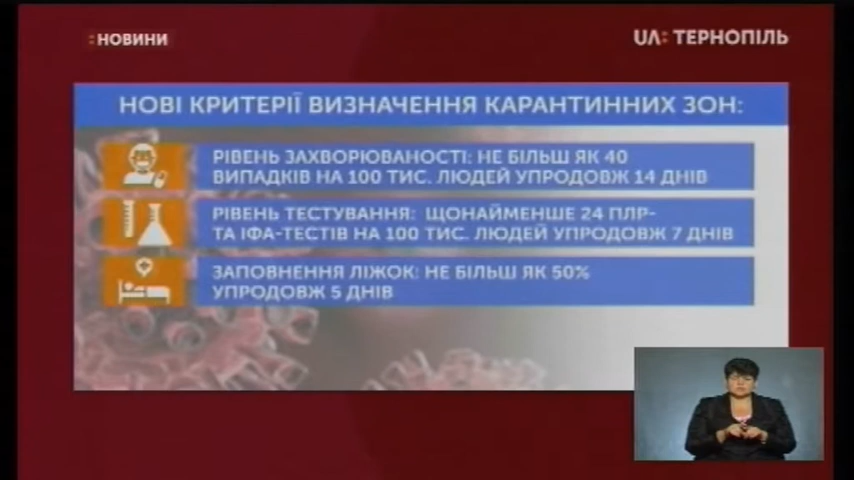 :НОВИНИ
UA: ТЕРНОПІЛЬ
НОВІ КРИТЕРІЇ ВИЗНАЧЕННЯ КАРАНТИННИХ ЗОН:
РІВЕНЬ ЗАХВОРЮВАНОСТІ: НЕ БІЛЬШ ЯК 40
ВИПАДКІВ НА 100 ТИС. ЛЮДЕЙ УПРОДОВЖ 14 ДНІВ
РІВЕНЬ ТЕСТУВАННЯ: ЩОНАЙМЕНШЕ 24 ПЛР-
ТА ІФА-ТЕСТІВ НА 100 ТИС. ЛЮДЕЙ УПРОДОВЖ 7 ДНІВ
ЗАПОВНЕННЯ ЛІЖОК: НЕ БІЛЬШ ЯК 50%
УПРОДОВЖ 5 ДНІВ